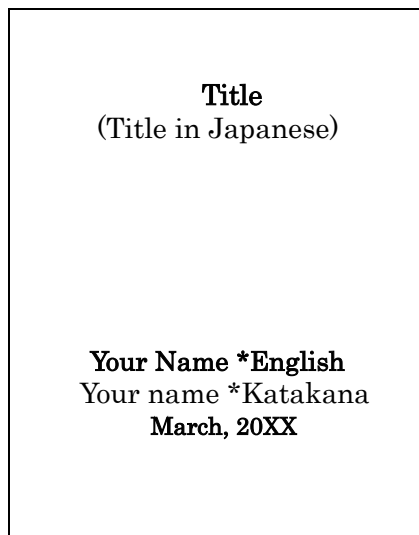 Title
(Title in Japanese)
Your Name *English
Your name *Katakana
March, 20XX